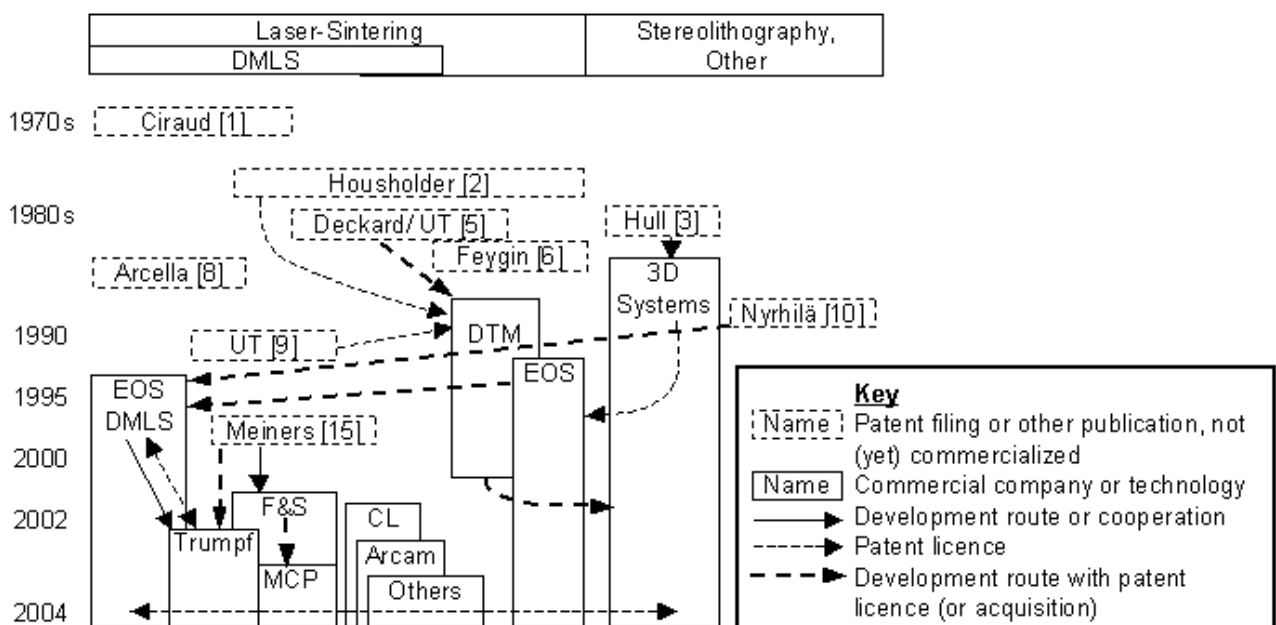 Laser-Sintering
Stereolithography,
Other
DMLS
1970s
Ciraud [1]
Housholder [2]
1980s
Deckard/UT [5]
Hull [3]
Feygin [6]
Arcella [8]
3D
Systems
Nyrhilä [10]
1990
UT [9]
DTM
EOS
1995
EOS
DMLS
Meiners [15]
2000
F&S
2002
CL
Trumpf
Arcam
MCP
Others
2004
Key
Name Patent filing or other publication, not
(yet) commercialized
Name Commercial company or technology
Development route or cooperation
Patent licence
Development route with patent
licence (or acquisition)